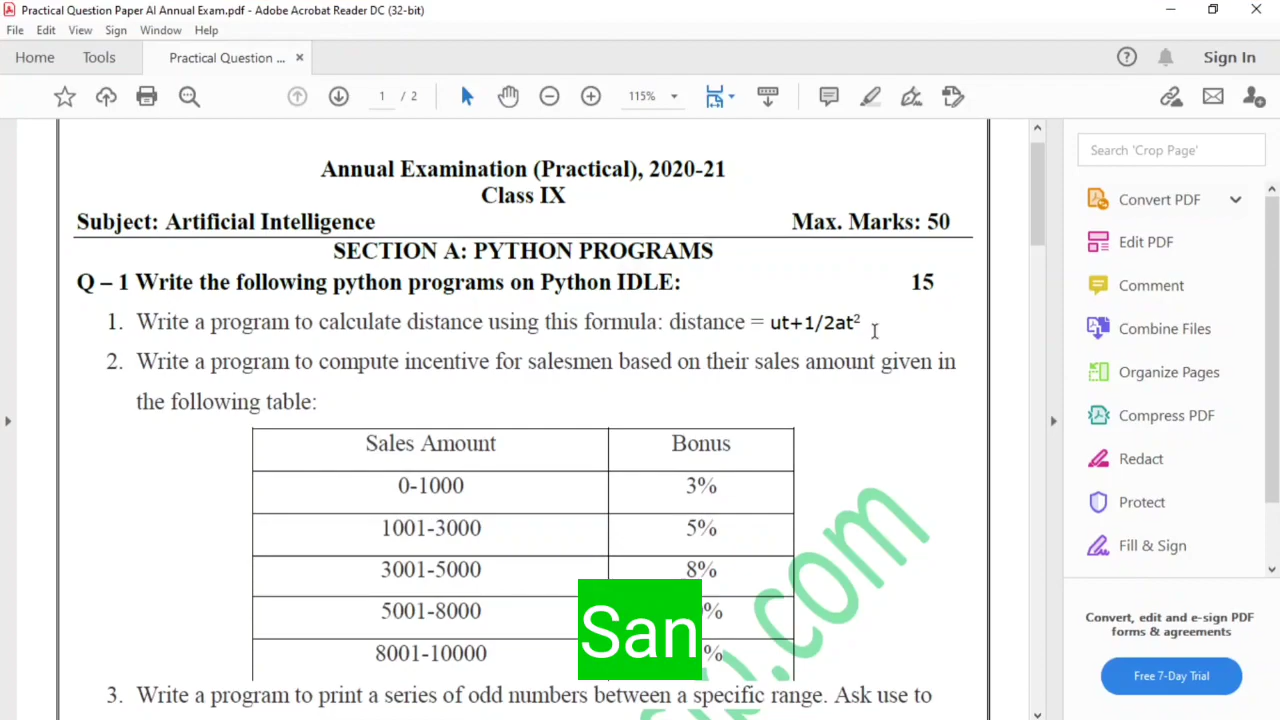 Practical Question Paper AI Annual Exam.pdf - Adobe Acrobat Reader DC (32-bit)
File Edit View Sign Window Help
Home Tools Practical Question ... × Sign In
1 / 2 115%
Annual Examination (Practical), 2020-21
Class IX
Subject: Artificial Intelligence Max. Marks: 50
SECTION A: PYTHON PROGRAMS
Q – 1 Write the following python programs on Python IDLE: 15
1. Write a program to calculate distance using this formula: distance = ut+1/2at²
2. Write a program to compute incentive for salesmen based on their sales amount given in
the following table:
Sales Amount Bonus
0-1000 3%
1001-3000 5%
3001-5000 8%
5001-8000 %
8001-10000 %
San
3. Write a program to print a series of odd numbers between a specific range. Ask use to
Search 'Crop Page'
Convert PDF
Edit PDF
Comment
Combine Files
Organize Pages
Compress PDF
Redact
Protect
Fill & Sign
Convert, edit and e-sign PDF
forms & agreements
Free 7-Day Trial